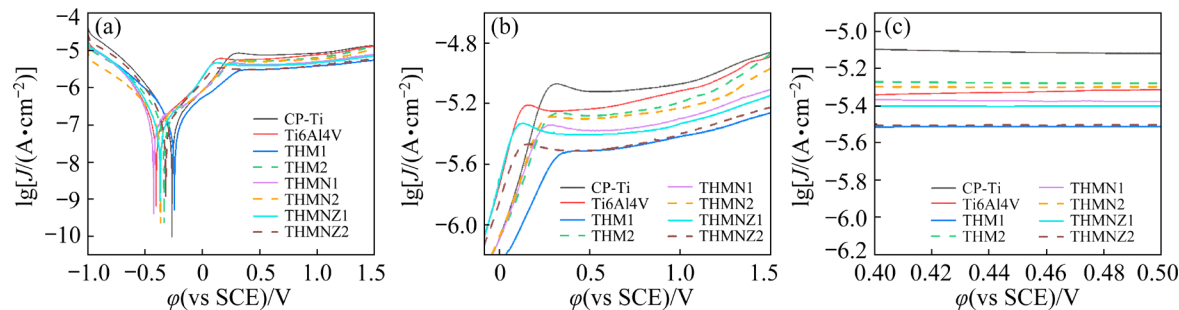 (a)
lg[J/(A•cm⁻²)]
−4
−5
−6
−7
−8
−9
−10
CP-Ti
Ti6Al4V
THM1
THM2
THMN1
THMN2
THMNZ1
THMNZ2
−1.0 −0.5 0 0.5 1.0 1.5
φ(vs SCE)/V
(b)
lg[J/(A•cm⁻²)]
−4.8
−5.2
−5.6
−6.0
CP-Ti THMN1
Ti6Al4V THMN2
THM1 THMNZ1
THM2 THMNZ2
0 0.5 1.0 1.5
φ(vs SCE)/V
(c)
lg[J/(A•cm⁻²)]
−5.0
−5.2
−5.4
−5.6
−5.8
−6.0
−6.2
CP-Ti THMN1
Ti6Al4V THMN2
THM1 THMNZ1
THM2 THMNZ2
0.40 0.42 0.44 0.46 0.48 0.50
φ(vs SCE)/V